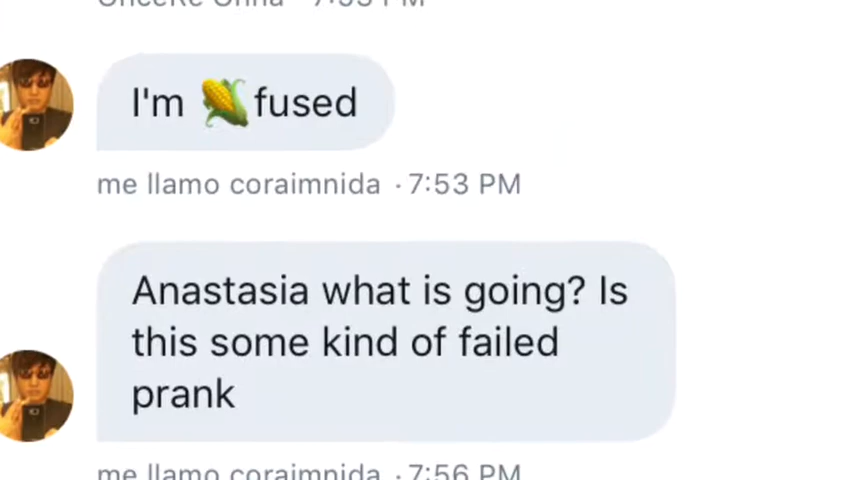 I'm 🌽fused
me llamo coraimnida · 7:53 PM
Anastasia what is going? Is
this some kind of failed
prank
me llamo coraimnida · 7:56 PM